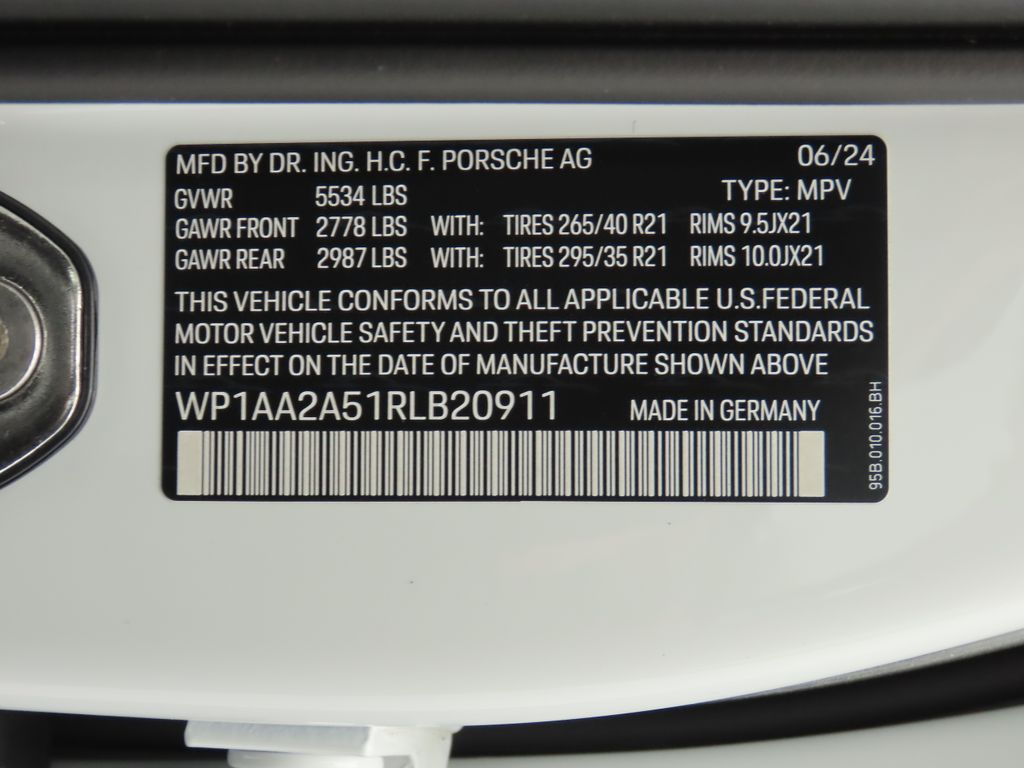 MFD BY DR. ING. H.C. F. PORSCHE AG 06/24
GVWR 5534 LBS TYPE: MPV
GAWR FRONT 2778 LBS WITH: TIRES 265/40 R21 RIMS 9.5JX21
GAWR REAR 2987 LBS WITH: TIRES 295/35 R21 RIMS 10.0JX21
THIS VEHICLE CONFORMS TO ALL APPLICABLE U.S.FEDERAL
MOTOR VEHICLE SAFETY AND THEFT PREVENTION STANDARDS
IN EFFECT ON THE DATE OF MANUFACTURE SHOWN ABOVE
WP1AA2A51RLB20911 MADE IN GERMANY
95B.010.016.BH